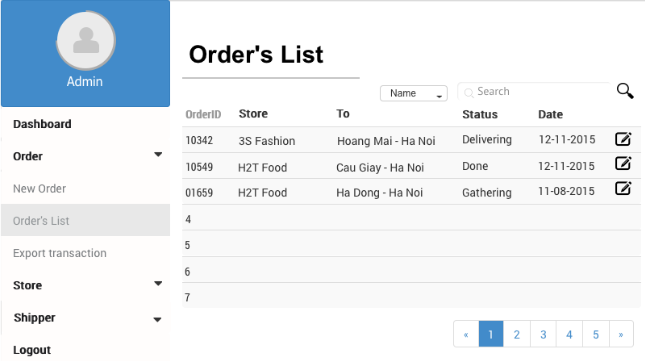 Admin
Dashboard
Order
New Order
Order's List
Export transaction
Store
Shipper
Logout
Order's List
Name Search
OrderID Store To Status Date
10342 3S Fashion Hoang Mai - Ha Noi Delivering 12-11-2015
10549 H2T Food Cau Giay - Ha Noi Done 12-11-2015
01659 H2T Food Ha Dong - Ha Noi Gathering 11-08-2015
4
5
6
7
« 1 2 3 4 5 »